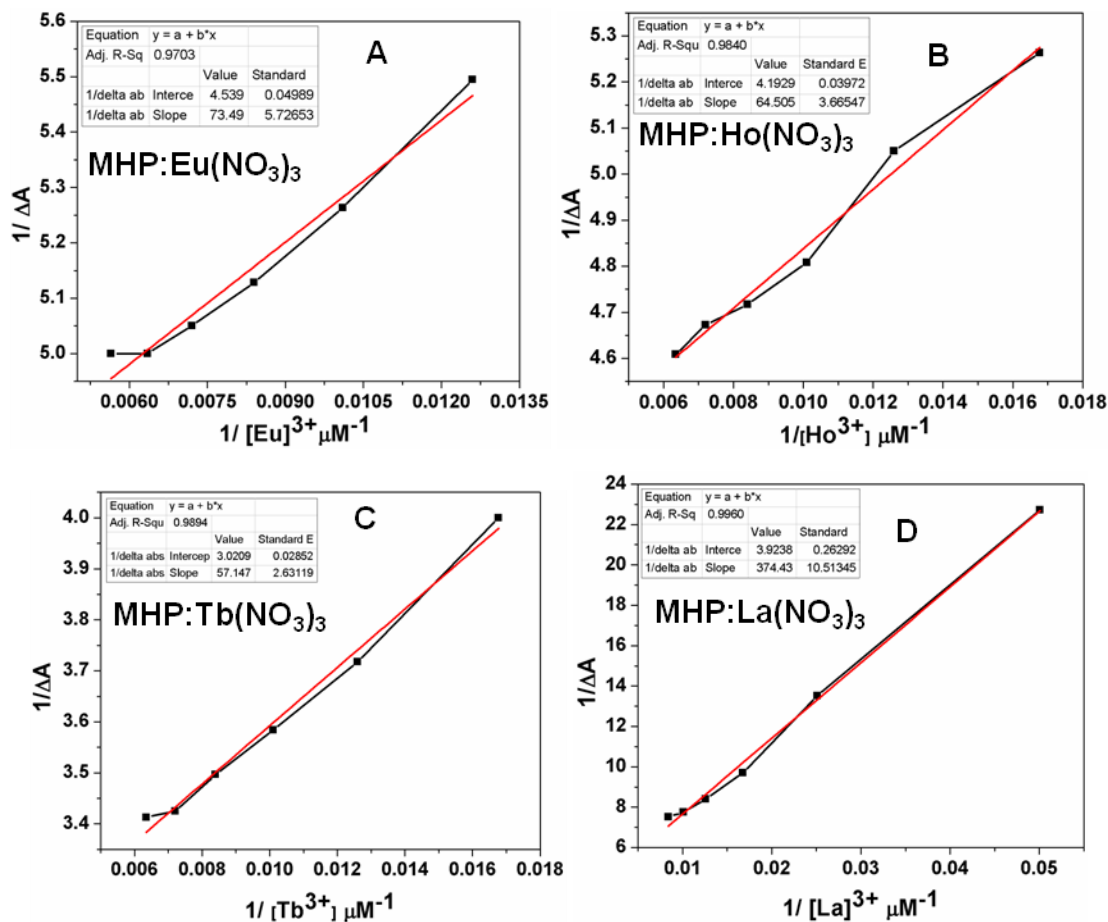 A
Equation y = a + b*x
Adj. R-Sq 0.9703
Value Standard
1/delta ab Interce 4.539 0.04989
1/delta ab Slope 73.49 5.72653
MHP:Eu(NO₃)₃
1/ ΔA
5.6
5.5
5.4
5.3
5.2
5.1
5.0
0.0060 0.0075 0.0090 0.0105 0.0120 0.0135
1/ [Eu]³⁺ μM⁻¹
B
Equation y = a + b*x
Adj. R-Squ 0.9840
Value Standard E
1/delta ab Interce 4.1929 0.03972
1/delta ab Slope 64.505 3.66547
MHP:Ho(NO₃)₃
1/ΔA
5.3
5.2
5.1
5.0
4.9
4.8
4.7
4.6
0.006 0.008 0.010 0.012 0.014 0.016 0.018
1/[Ho³⁺] μM⁻¹
C
Equation y = a + b*x
Adj. R-Squ 0.9894
Value Standard E
1/delta abs Intercep 3.0209 0.02852
1/delta abs Slope 57.147 2.63119
MHP:Tb(NO₃)₃
1/ΔA
4.0
3.9
3.8
3.7
3.6
3.5
3.4
0.006 0.008 0.010 0.012 0.014 0.016 0.018
1/ [Tb³⁺] μM⁻¹
D
Equation y = a + b*x
Adj. R-Sq 0.9960
Value Standard
1/delta ab Interce 3.9238 0.26292
1/delta ab Slope 374.43 10.51345
MHP:La(NO₃)₃
1/ΔA
24
22
20
18
16
14
12
10
8
6
0.01 0.02 0.03 0.04 0.05
1/ [La]³⁺ μM⁻¹